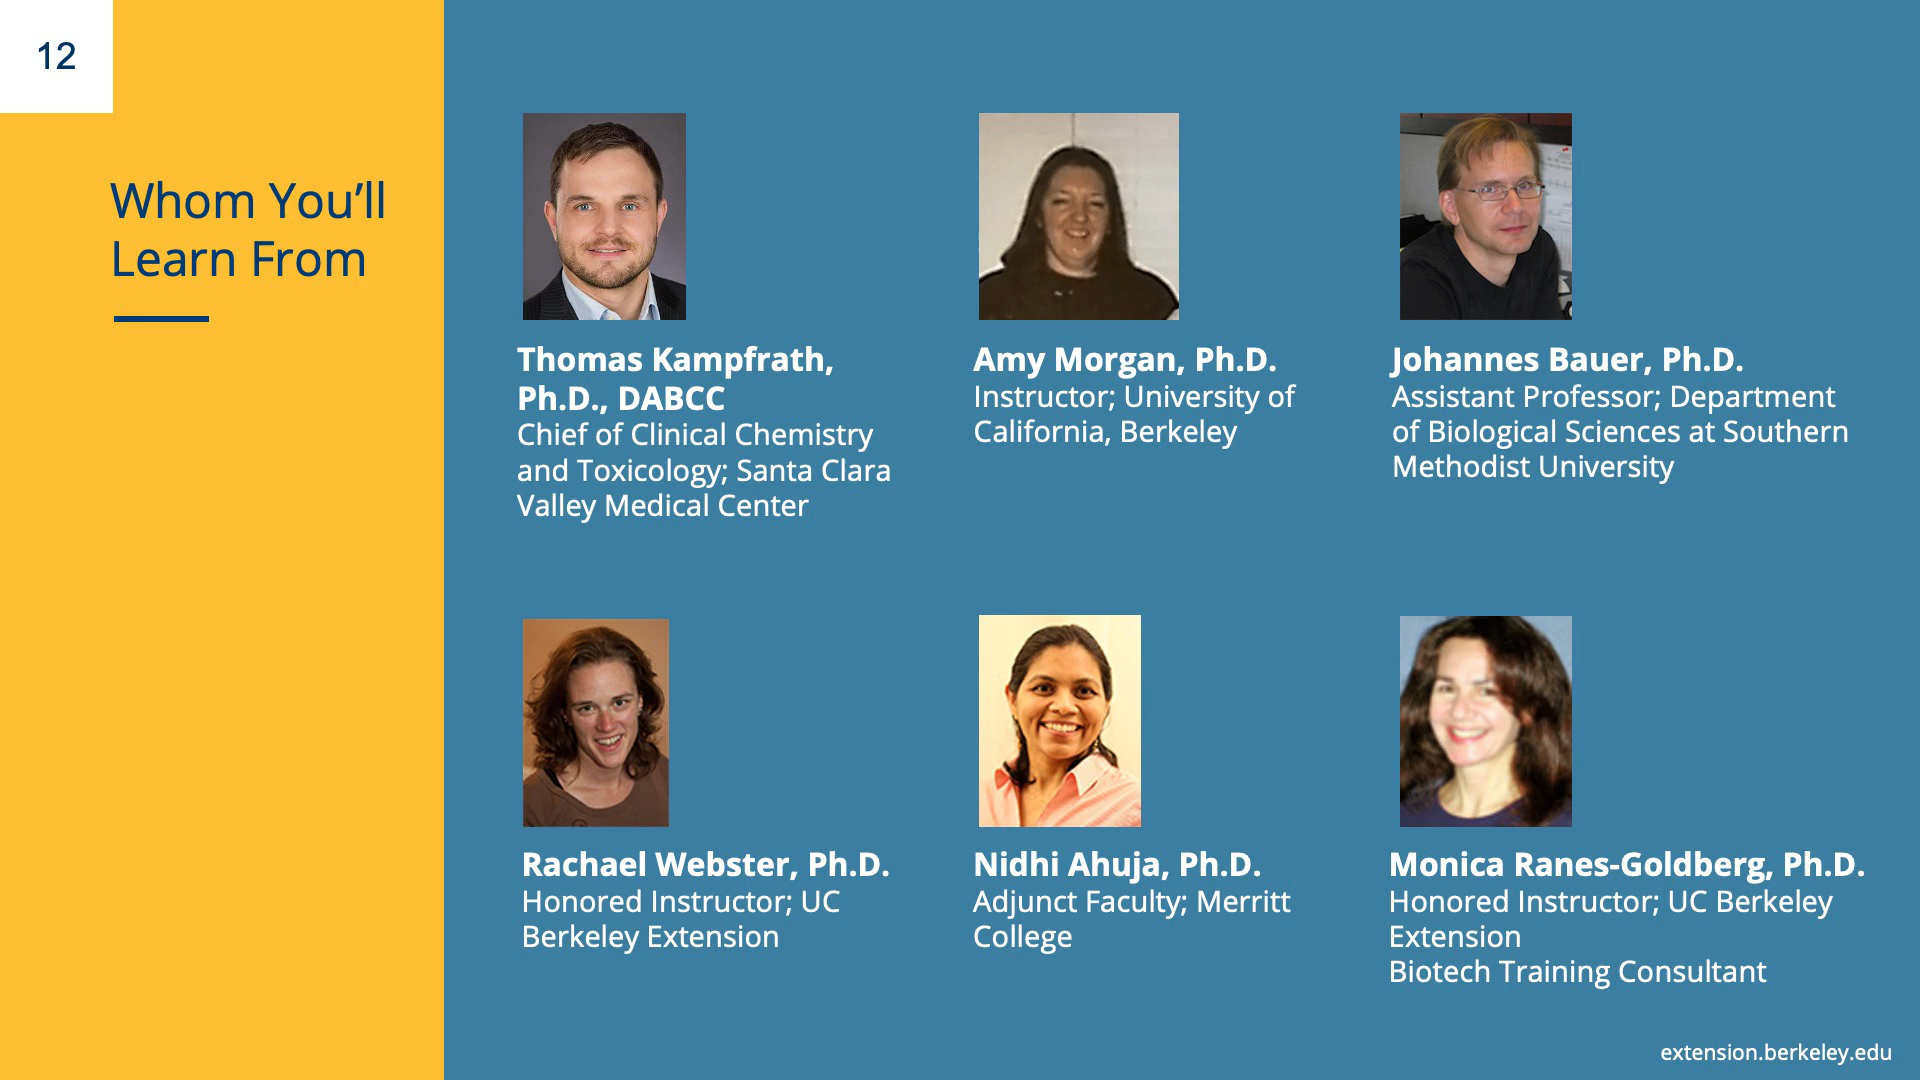 12
Whom You’ll
Learn From
Thomas Kampfrath,
Ph.D., DABCC
Chief of Clinical Chemistry
and Toxicology; Santa Clara
Valley Medical Center
Amy Morgan, Ph.D.
Instructor; University of
California, Berkeley
Johannes Bauer, Ph.D.
Assistant Professor; Department
of Biological Sciences at Southern
Methodist University
Rachael Webster, Ph.D.
Honored Instructor; UC
Berkeley Extension
Nidhi Ahuja, Ph.D.
Adjunct Faculty; Merritt
College
Monica Ranes-Goldberg, Ph.D.
Honored Instructor; UC Berkeley
Extension
Biotech Training Consultant
extension.berkeley.edu